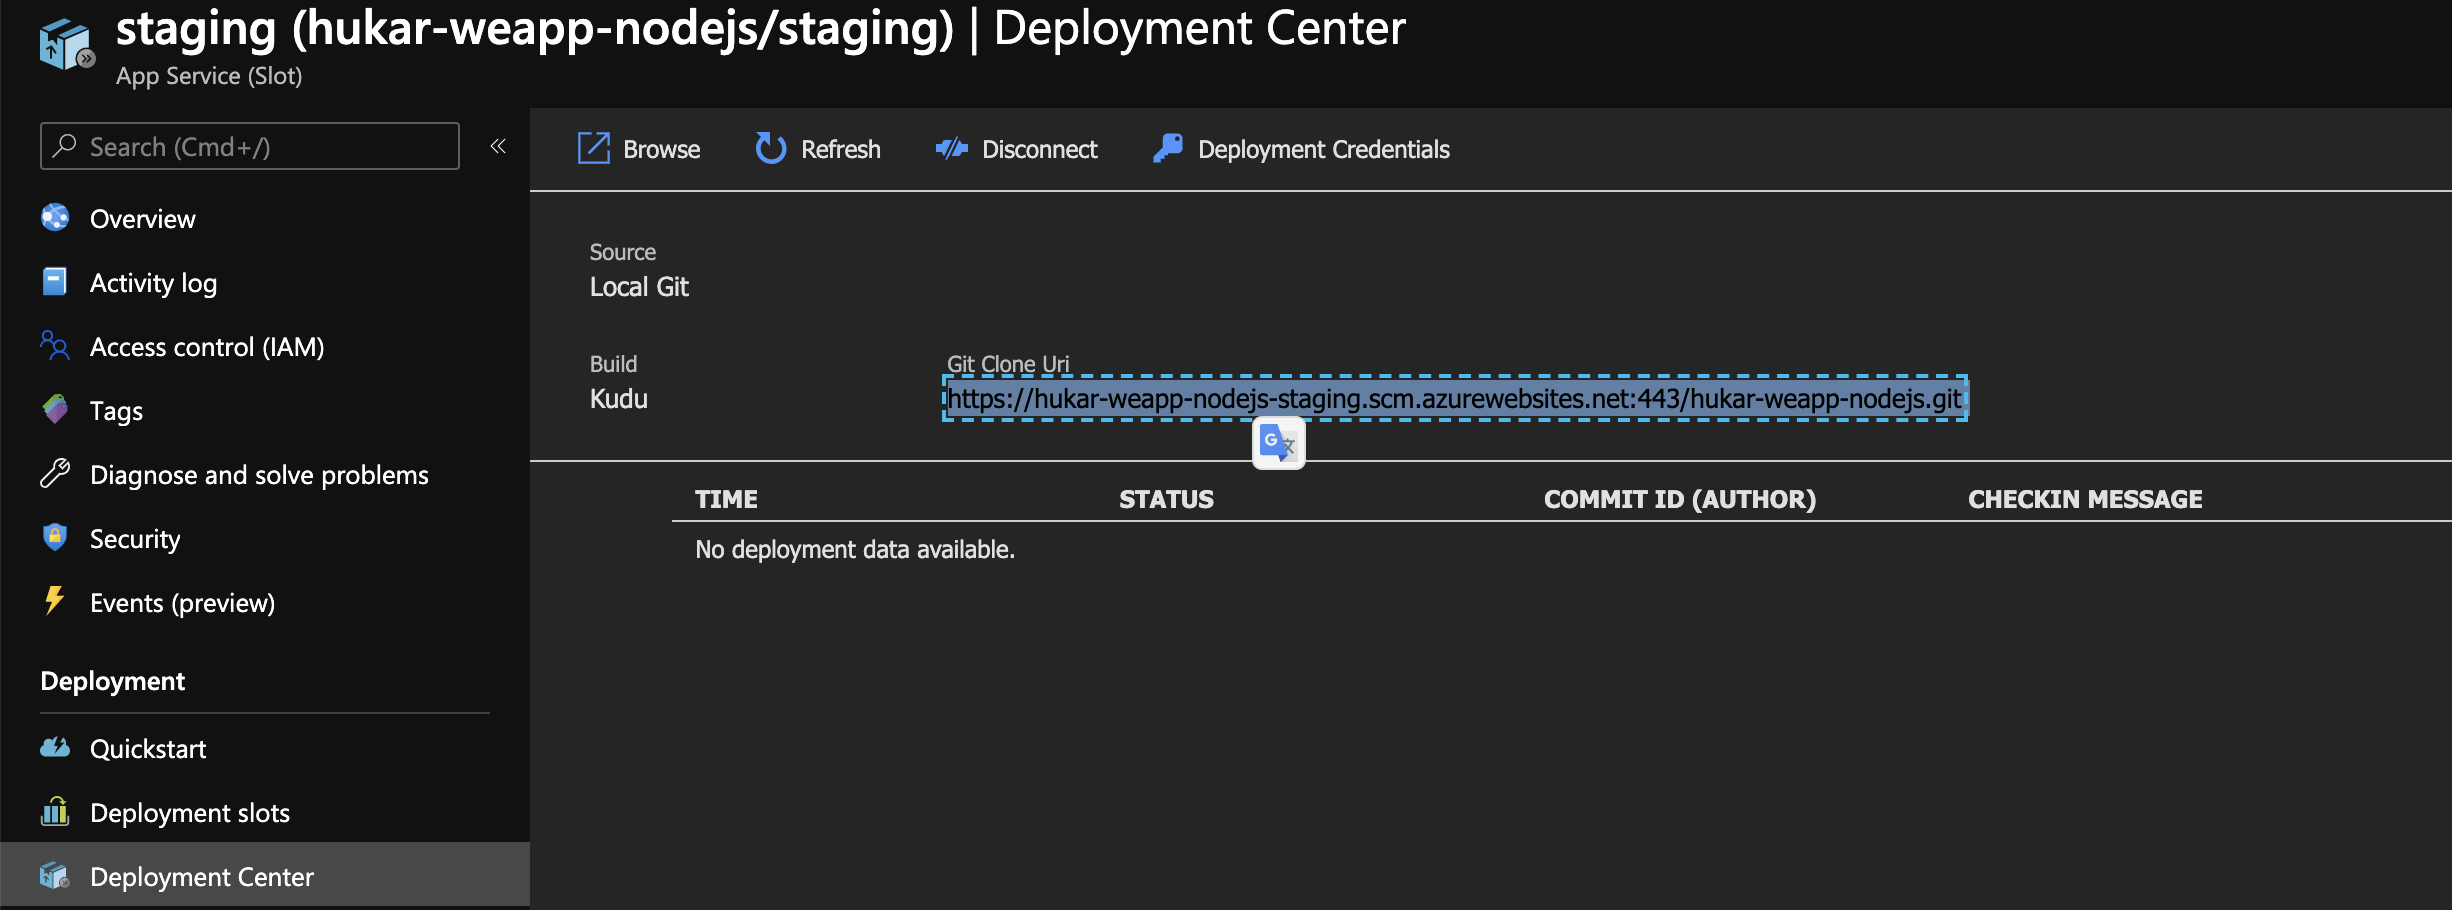 staging (hukar-weapp-nodejs/staging) | Deployment Center
App Service (Slot)
Search (Cmd+/)
«
Overview
Activity log
Access control (IAM)
Tags
Diagnose and solve problems
Security
Events (preview)
Deployment
Quickstart
Deployment slots
Deployment Center
Browse
Refresh
Disconnect
Deployment Credentials
Source
Local Git
Build
Kudu
Git Clone Uri
https://hukar-weapp-nodejs-staging.scm.azurewebsites.net:443/hukar-weapp-nodejs.git
G 文
TIME STATUS COMMIT ID (AUTHOR) CHECKIN MESSAGE
No deployment data available.